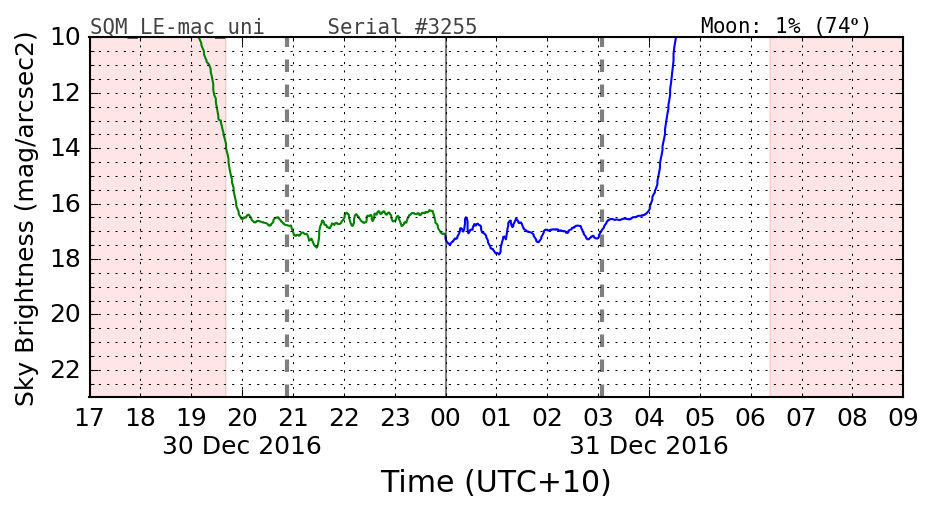 SQM_LE-mac_uni Serial #3255 Moon: 1% (74°)
Sky Brightness (mag/arcsec2)
10
12
14
16
18
20
22
17 18 19 20 21 22 23 00 01 02 03 04 05 06 07 08 09
30 Dec 2016 31 Dec 2016
Time (UTC+10)